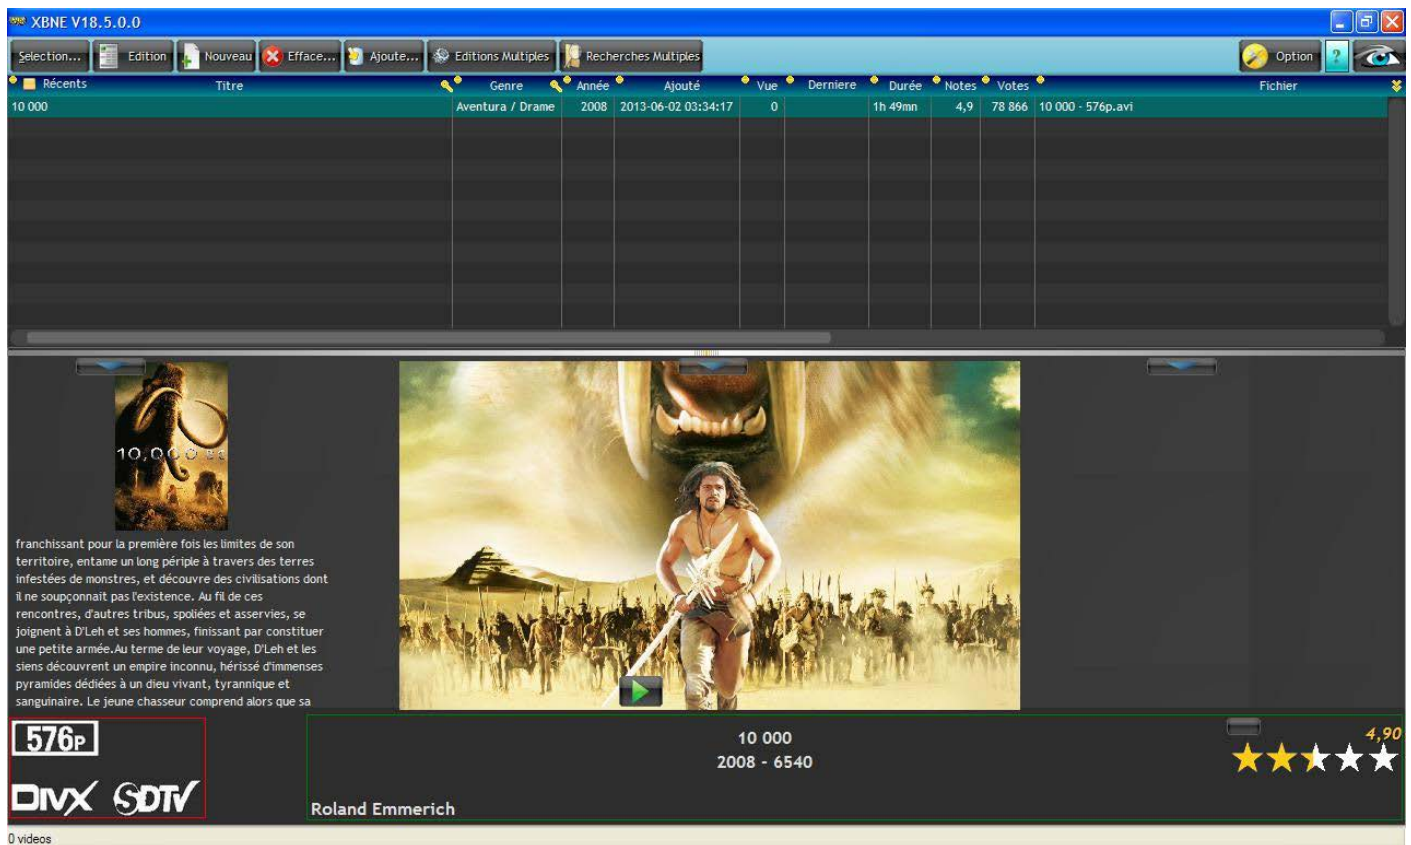 XBNE V18.5.0.0
Selection... Edition Nouveau Efface... Ajoute... Editions Multiples Recherches Multiples Option ?
Récents Titre Genre Année Ajouté Vue Derniere Durée Notes Votes Fichier
10 000 Aventura / Drame 2008 2013-06-02 03:34:17 0 1h 49mn 4,9 78 866 10 000 - 576p.avi
10,000 BC
franchissant pour la première fois les limites de son
territoire, entame un long périple à travers des terres
infestées de monstres, et découvre des civilisations dont
il ne soupçonnait pas l'existence. Au fil de ces
rencontres, d'autres tribus, spoliées et asservies, se
joignent à D'Leh et ses hommes, finissant par constituer
une petite armée.Au terme de leur voyage, D'Leh et les
siens découvrent un empire inconnu, hérissé d'immenses
pyramides dédiées à un dieu vivant, tyrannique et
sanguinaire. Le jeune chasseur comprend alors que sa
576P
DIVX SDTV
10 000
2008 - 6540
Roland Emmerich
4,90
0 videos